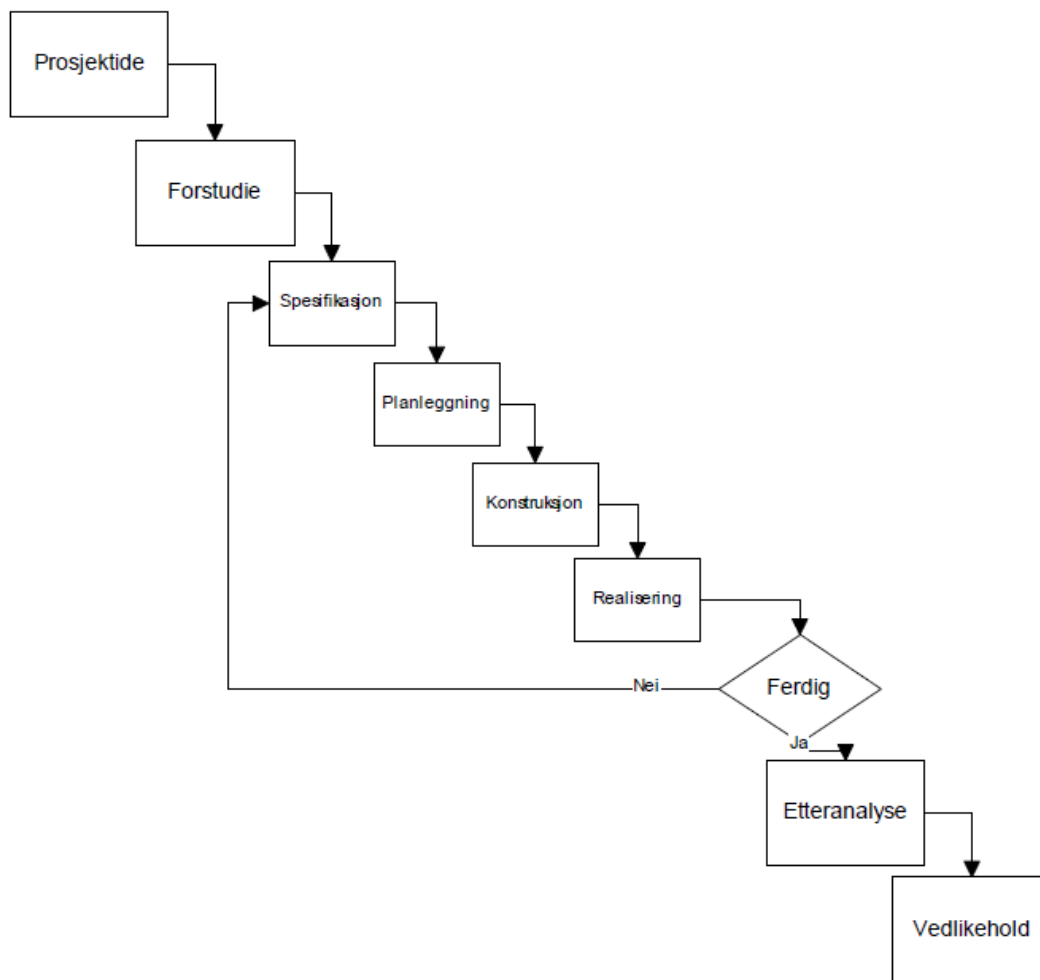 Prosjektide
Forstudie
Spesifikasjon
Planleggning
Konstruksjon
Realisering
Ferdig
Nei
Ja
Etteranalyse
Vedlikehold